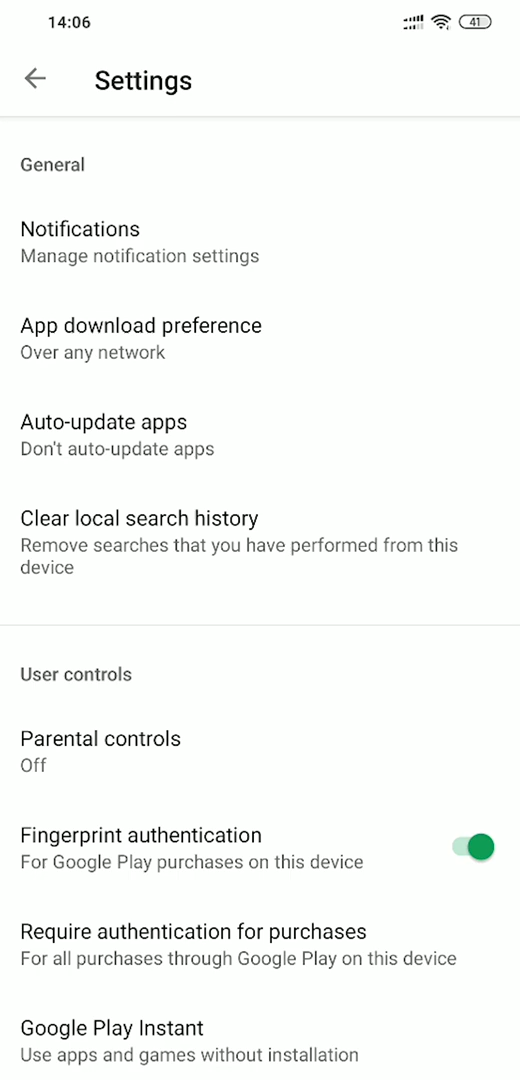 14:06
41
Settings
General
Notifications
Manage notification settings
App download preference
Over any network
Auto-update apps
Don't auto-update apps
Clear local search history
Remove searches that you have performed from this
device
User controls
Parental controls
Off
Fingerprint authentication
For Google Play purchases on this device
Require authentication for purchases
For all purchases through Google Play on this device
Google Play Instant
Use apps and games without installation